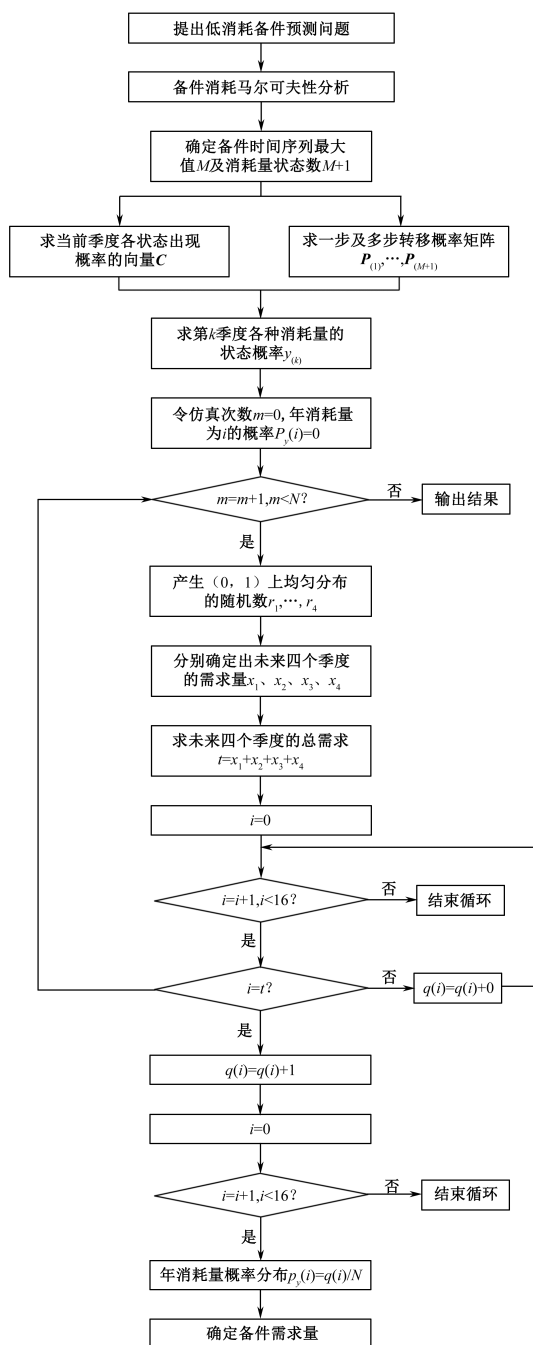 提出低消耗备件预测问题
备件消耗马尔可夫性分析
确定备件时间序列最大
值M及消耗量状态数M+1
求当前季度各状态出现
概率的向量C
求一步及多步转移概率矩阵
P(1),…,P(M+1)
求第k季度各种消耗量的
状态概率y(k)
令仿真次数m=0,年消耗量
为i的概率Py(i)=0
m=m+1,m<N?
否
输出结果
是
产生（0，1）上均匀分布
的随机数r1,…,r4
分别确定出未来四个季度
的需求量x1、x2、x3、x4
求未来四个季度的总需求
t=x1+x2+x3+x4
i=0
i=i+1,i<16?
否
结束循环
是
i=t?
否
q(i)=q(i)+0
是
q(i)=q(i)+1
i=0
i=i+1,i<16?
否
结束循环
是
年消耗量概率分布py(i)=q(i)/N
确定备件需求量